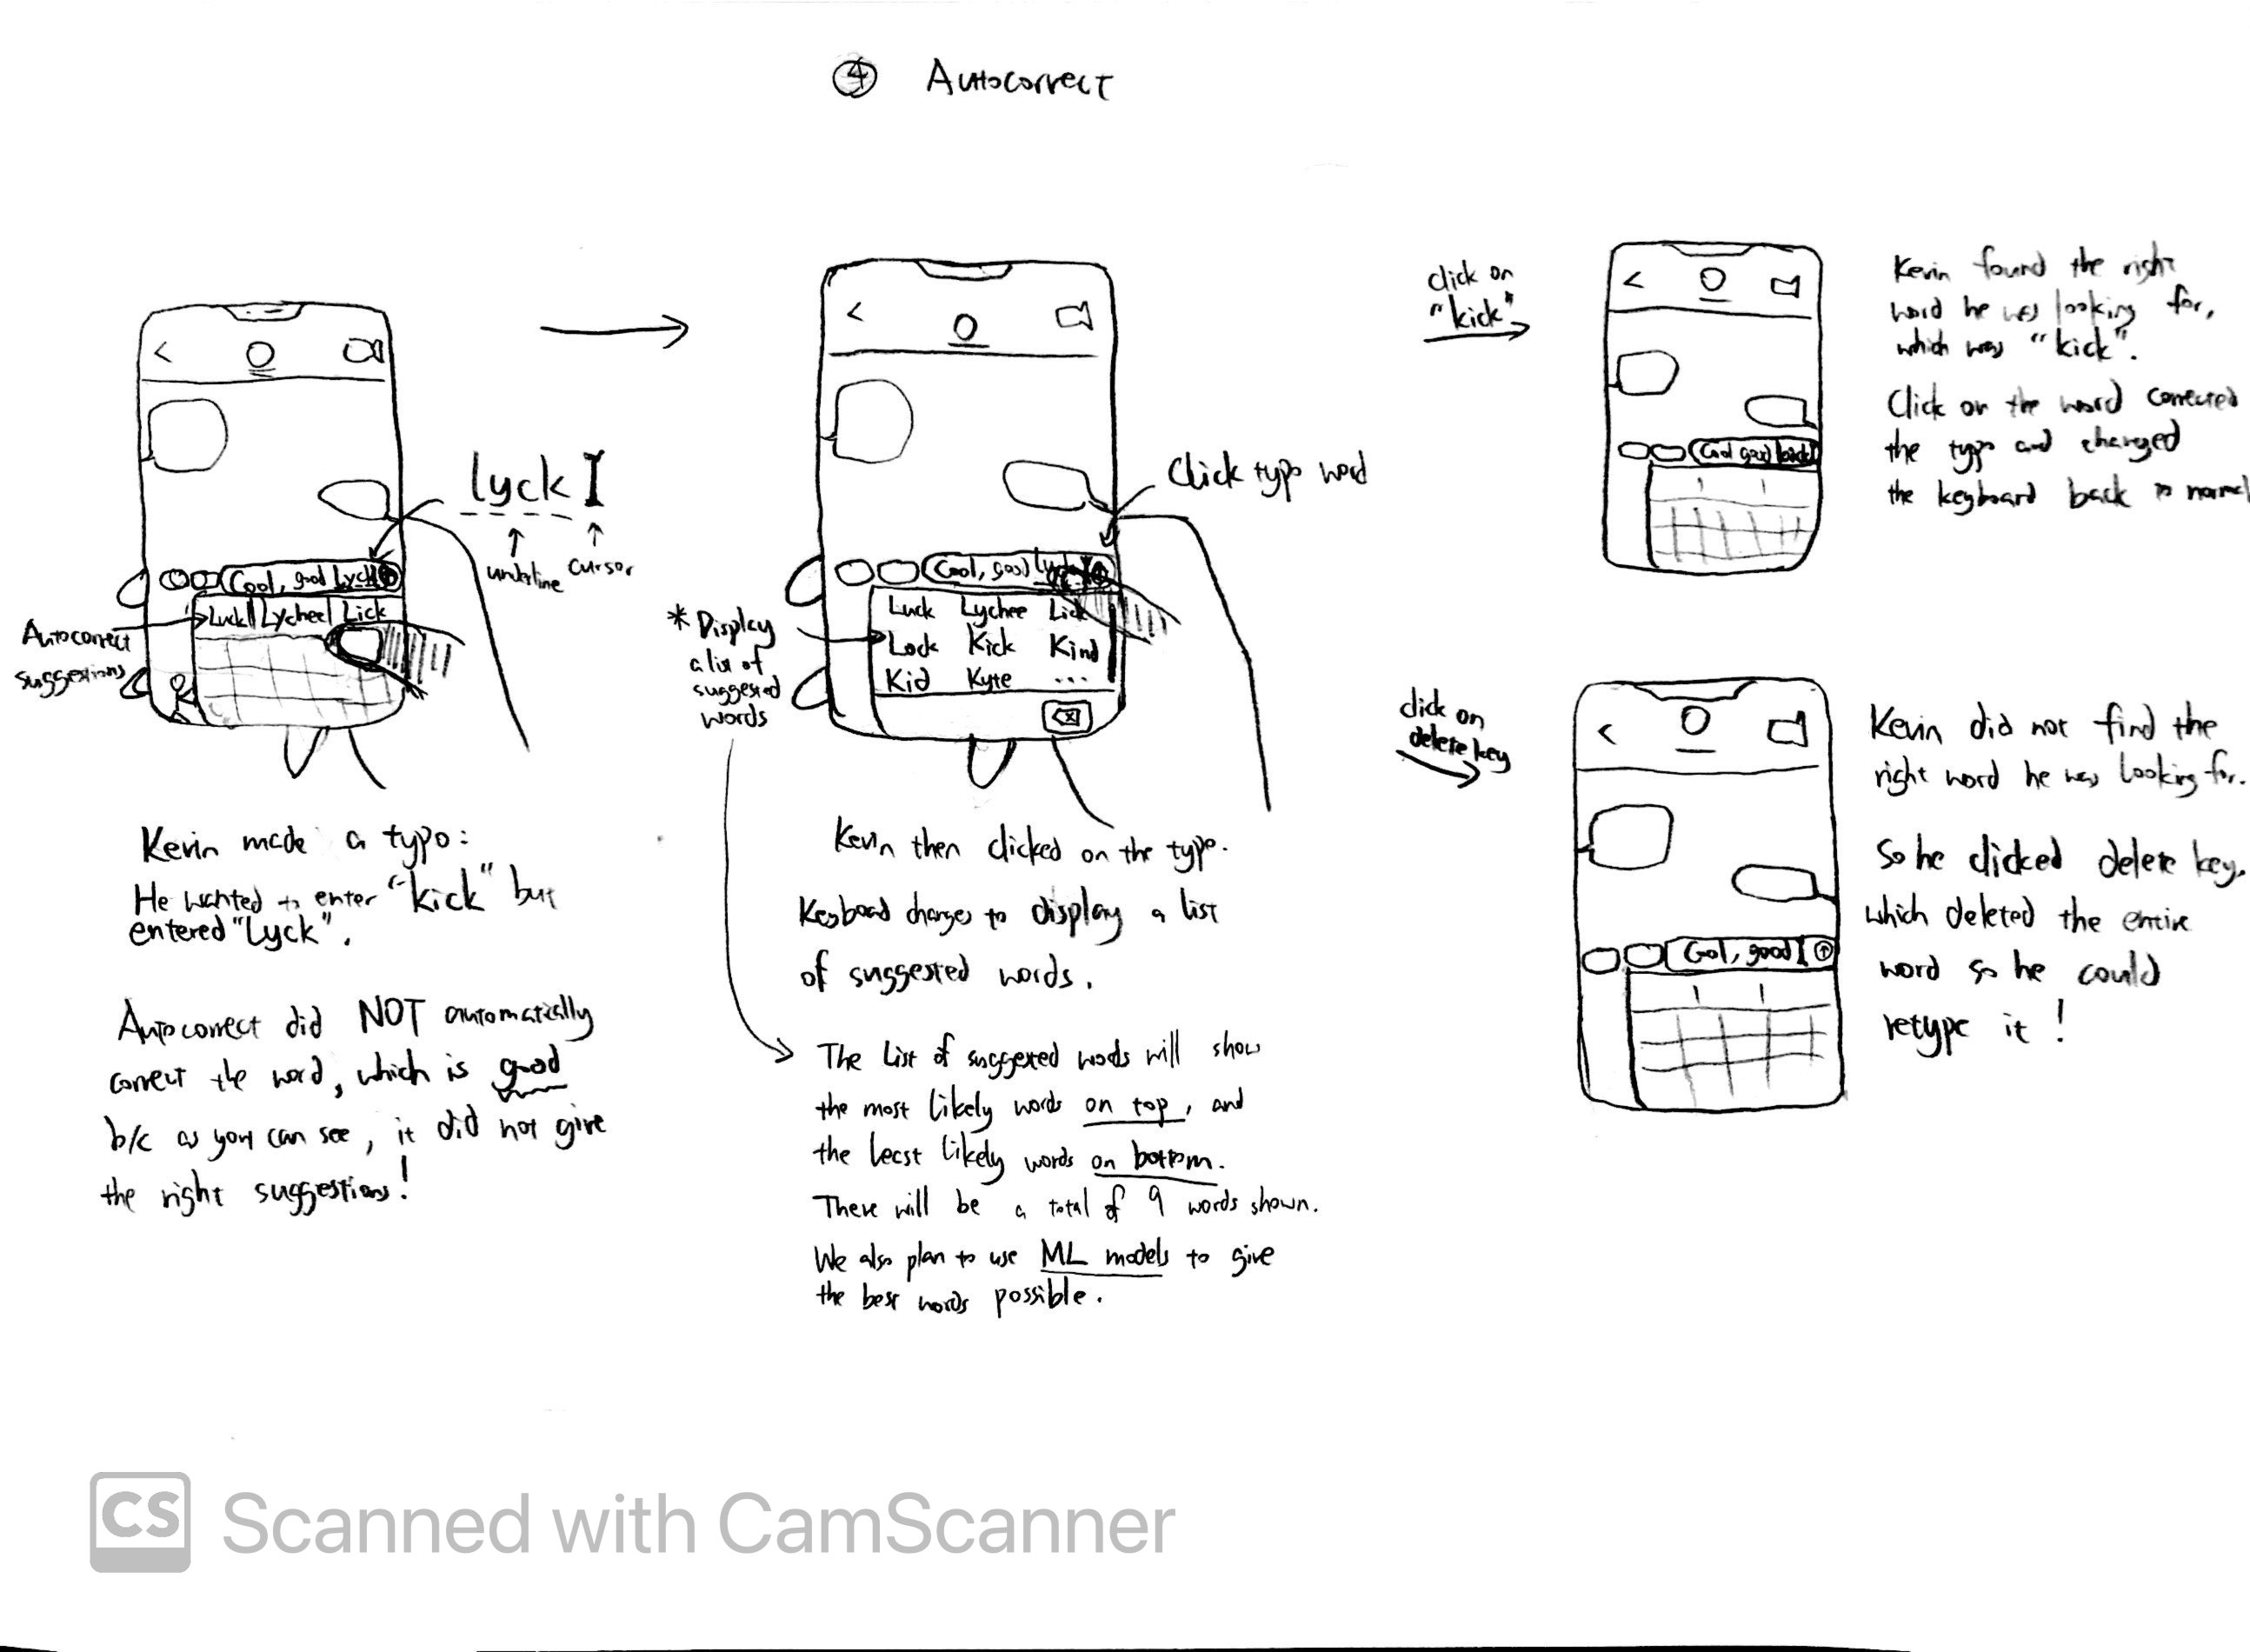 ④ Autocorrect
Cool, good Lyck
Luck Lychee Lick
Autocorrect
suggestions
lyck
underline
cursor
Kevin made a typo:
He wanted to enter "kick" but
entered "Lyck".
Autocorrect did NOT automatically
correct the word, which is good
b/c as you can see, it did not give
the right suggestions!
Click typo word
Cool, good
Luck Lychee Lick
Lock Kick Kind
Kid Kyte ...
* Display
a list of
suggested
words
Kevin then clicked on the typo.
Keyboard changes to display a list
of suggested words.
The list of suggested words will show
the most likely words on top, and
the least likely words on bottom.
There will be a total of 9 words shown.
We also plan to use ML models to give
the best words possible.
click on
"kick"
Cool good kick
Kevin found the right
word he was looking for,
which was "kick".
Click on the word corrected
the typo and changed
the keyboard back to normal
click on
delete key
Cool, good
Kevin did not find the
right word he was looking for.
So he clicked delete key,
which deleted the entire
word so he could
retype it!
CS Scanned with CamScanner